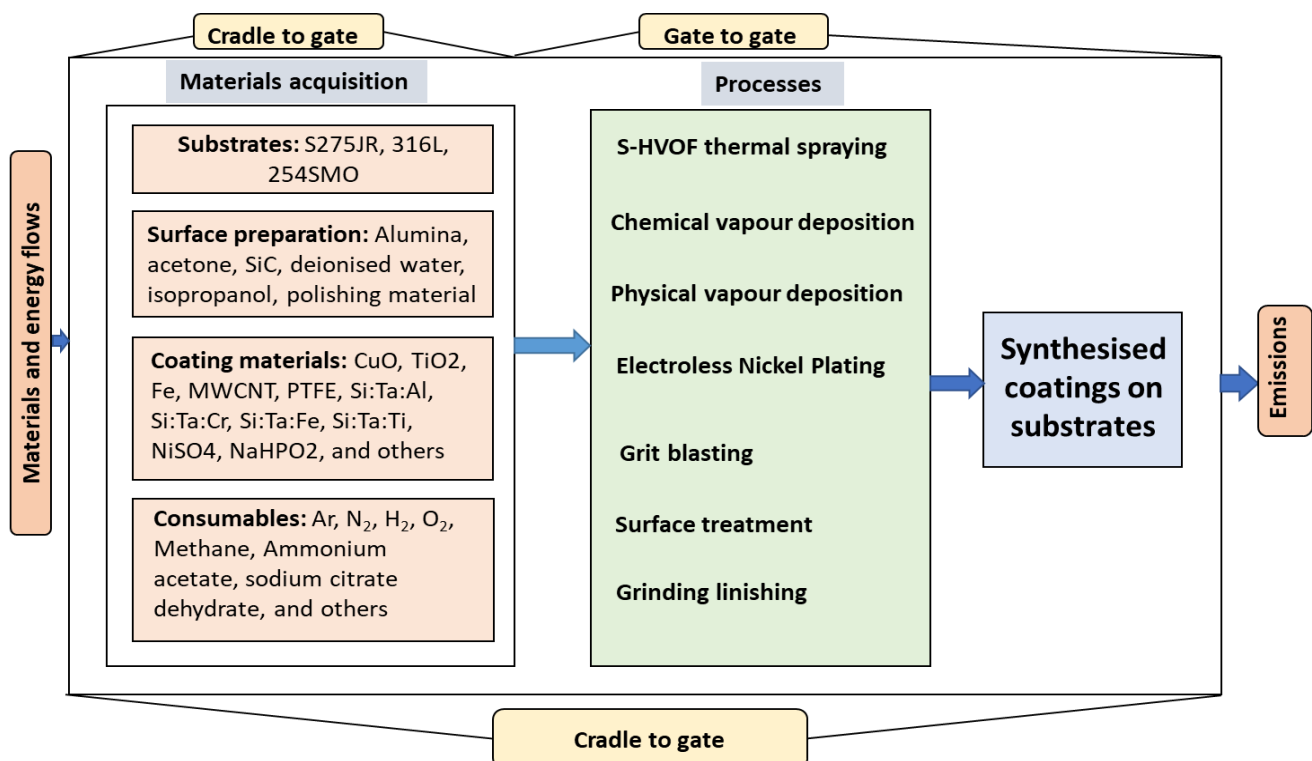 Cradle to gate
Gate to gate
Materials acquisition
Processes
Materials and energy flows
Substrates: S275JR, 316L,
254SMO
Surface preparation: Alumina,
acetone, SiC, deionised water,
isopropanol, polishing material
Coating materials: CuO, TiO2,
Fe, MWCNT, PTFE, Si:Ta:Al,
Si:Ta:Cr, Si:Ta:Fe, Si:Ta:Ti,
NiSO4, NaHPO2, and others
Consumables: Ar, N₂, H₂, O₂,
Methane, Ammonium
acetate, sodium citrate
dehydrate, and others
S-HVOF thermal spraying
Chemical vapour deposition
Physical vapour deposition
Electroless Nickel Plating
Grit blasting
Surface treatment
Grinding linishing
Synthesised
coatings on
substrates
Emissions
Cradle to gate